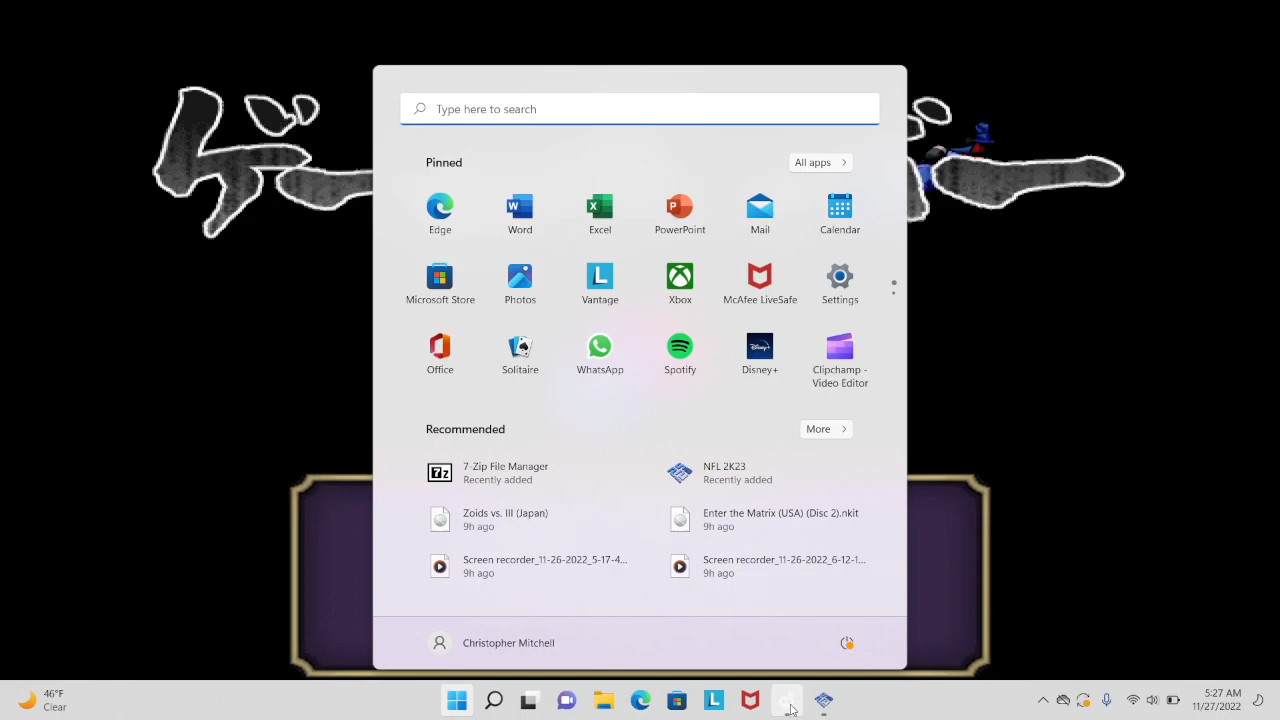 Type here to search
Pinned
All apps
Edge
Word
Excel
PowerPoint
Mail
Calendar
Microsoft Store
Photos
Vantage
Xbox
McAfee LiveSafe
Settings
Office
Solitaire
WhatsApp
Spotify
Disney+
Clipchamp -
Video Editor
Recommended
More
7-Zip File Manager
Recently added
NFL 2K23
Recently added
Zoids vs. III (Japan)
9h ago
Enter the Matrix (USA) (Disc 2).nkit
9h ago
Screen recorder_11-26-2022_5-17-4...
9h ago
Screen recorder_11-26-2022_6-12-1...
9h ago
Christopher Mitchell
46°F
Clear
5:27 AM
11/27/2022